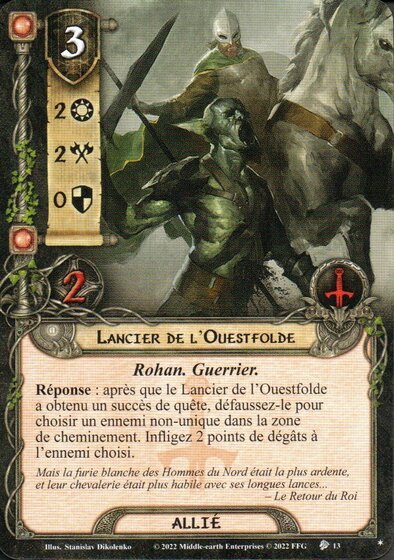 3
2
2
0
2
Lancier de l'Ouestfolde
Rohan. Guerrier.
Réponse : après que le Lancier de l'Ouestfolde
a obtenu un succès de quête, défaussez-le pour
choisir un ennemi non-unique dans la zone
de cheminement. Infligez 2 points de dégâts à
l'ennemi choisi.
Mais la furie blanche des Hommes du Nord était la plus ardente,
et leur chevalerie était plus habile avec ses longues lances...
– Le Retour du Roi
Allié
Illus. Stanislav Dikolenko
© 2022 Middle-earth Enterprises © 2022 FFG
13